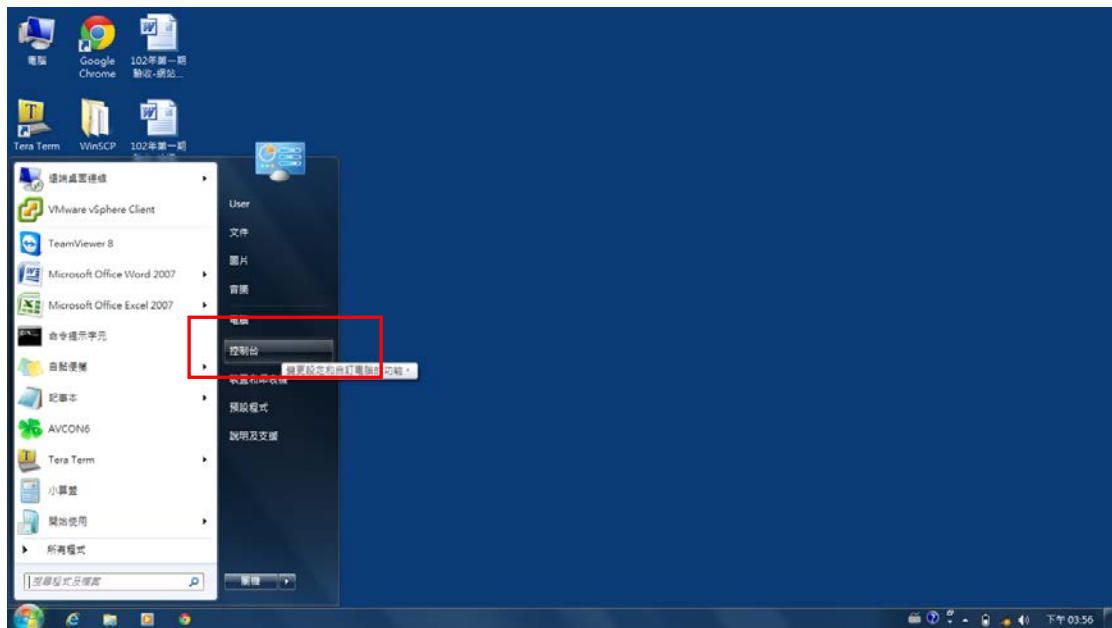 電腦
Google
Chrome
102年第一期
驗收-網站...
Tera Term
WinSCP
102年第一期
遠端桌面連線
VMware vSphere Client
TeamViewer 8
Microsoft Office Word 2007
Microsoft Office Excel 2007
命令提示字元
自黏便箋
記事本
AVCON6
Tera Term
小算盤
開始使用
所有程式
搜尋程式及檔案
User
文件
圖片
音樂
電腦
控制台
變更設定和自訂電腦的功能。
裝置和印表機
預設程式
說明及支援
關機
下午 03:56